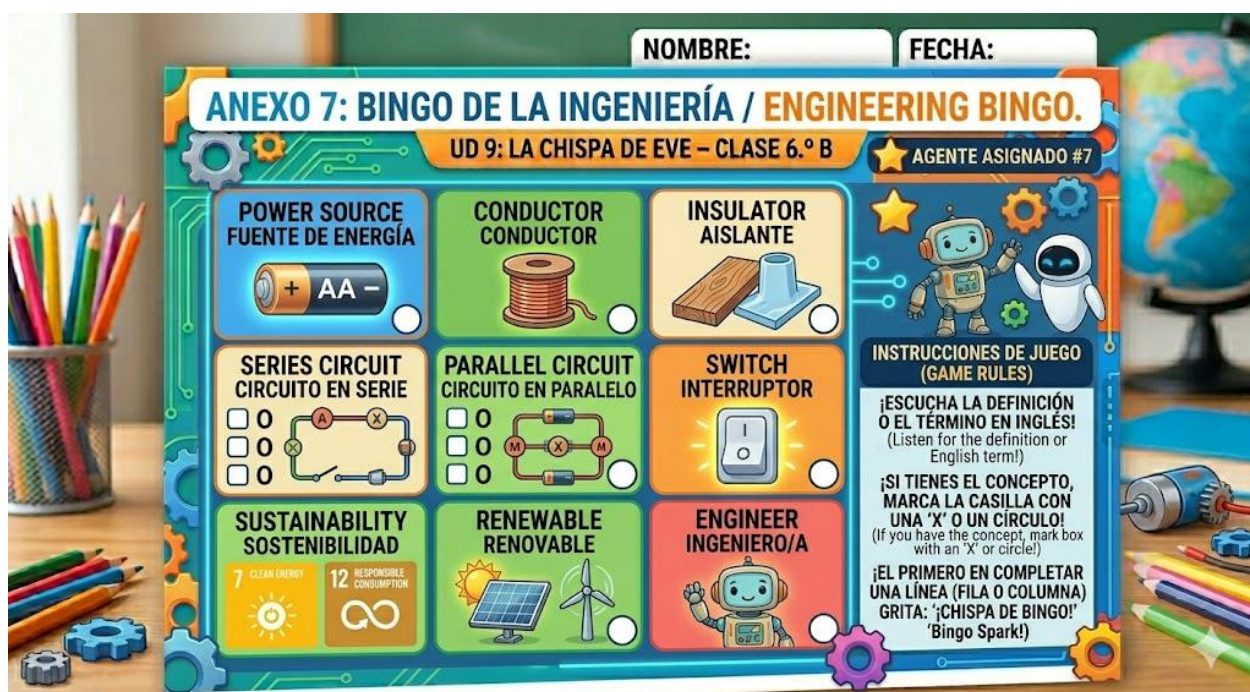 NOMBRE:
FECHA:
ANEXO 7: BINGO DE LA INGENIERÍA / ENGINEERING BINGO.
UD 9: LA CHISPA DE EVE – CLASE 6.º B
AGENTE ASIGNADO #7
POWER SOURCE
FUENTE DE ENERGÍA
+ AA −
CONDUCTOR
CONDUCTOR
INSULATOR
AISLANTE
SERIES CIRCUIT
CIRCUITO EN SERIE
O
O
O
A
X
X
PARALLEL CIRCUIT
CIRCUITO EN PARALELO
O
O
O
M
X
M
SWITCH
INTERRUPTOR
I
O
SUSTAINABILITY
SOSTENIBILIDAD
7 CLEAN ENERGY
12 RESPONSIBLE
CONSUMPTION
RENEWABLE
RENOVABLE
ENGINEER
INGENIERO/A
INSTRUCCIONES DE JUEGO
(GAME RULES)
¡ESCUCHA LA DEFINICIÓN
O EL TÉRMINO EN INGLÉS!
(Listen for the definition or
English term!)
¡SI TIENES EL CONCEPTO,
MARCA LA CASILLA CON
UNA 'X' O UN CÍRCULO!
(If you have the concept, mark box
with an 'X' or circle!)
¡EL PRIMERO EN COMPLETAR
UNA LÍNEA (FILA O COLUMNA)
GRITA: '¡CHISPA DE BINGO!'
'Bingo Spark!)